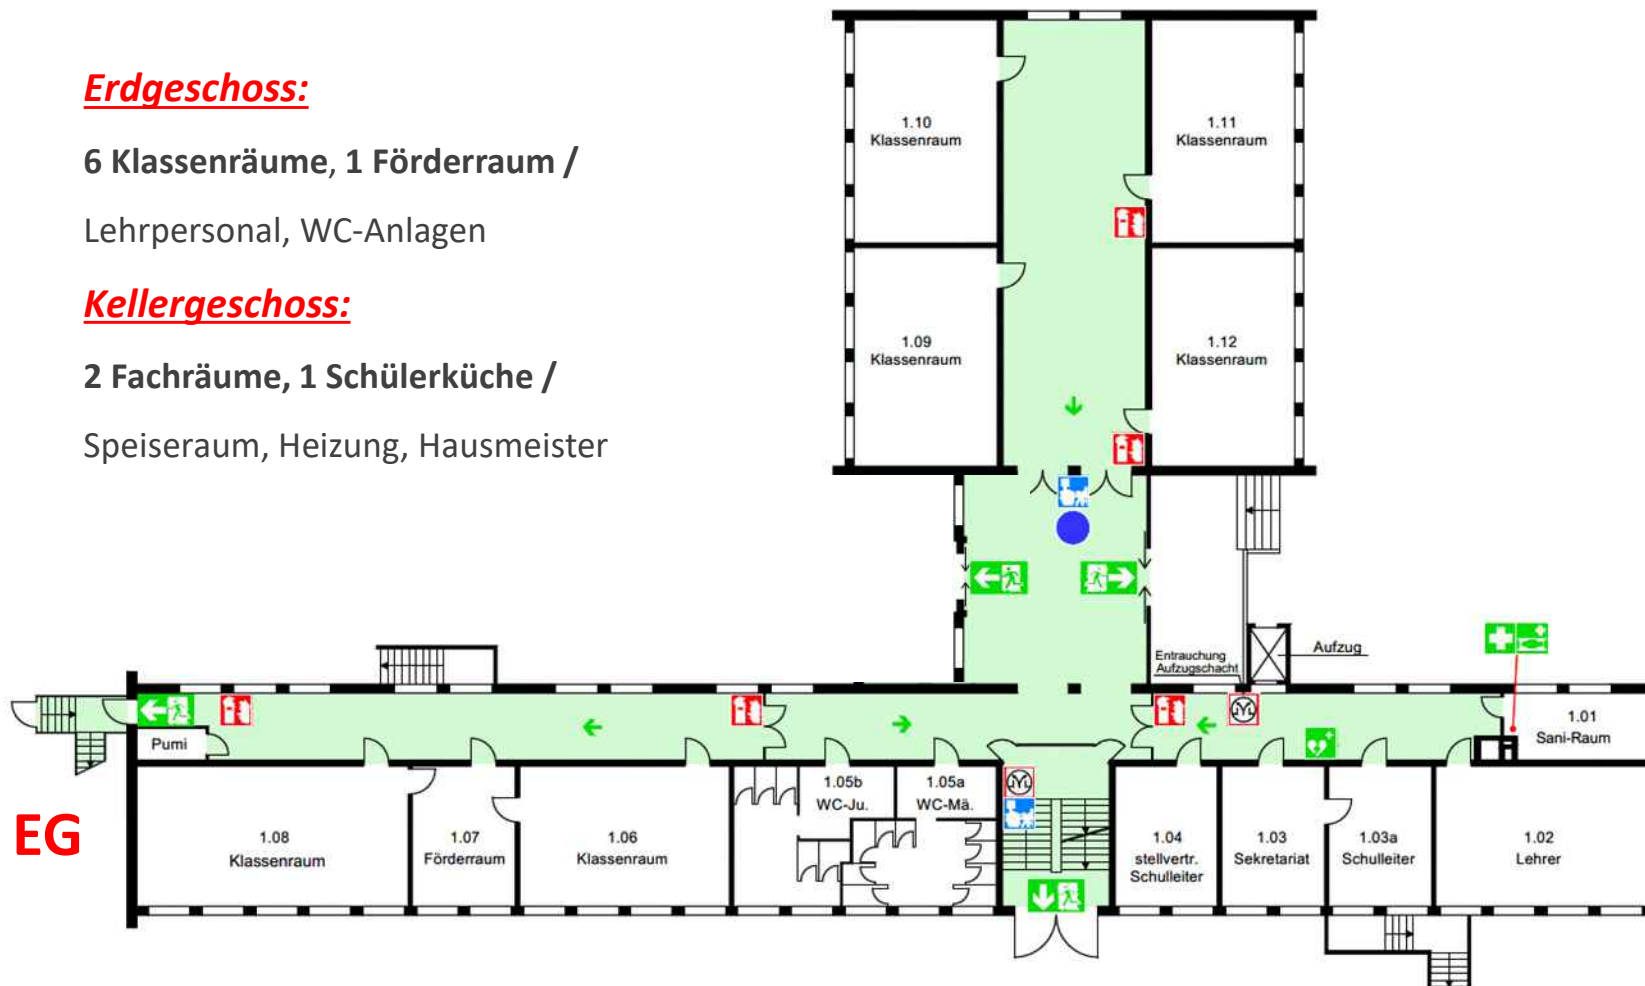 Erdgeschoss:
6 Klassenräume, 1 Förderraum /
Lehrpersonal, WC-Anlagen
Kellergeschoss:
2 Fachräume, 1 Schülerküche /
Speiseraum, Heizung, Hausmeister
1.10
Klassenraum
1.11
Klassenraum
1.09
Klassenraum
1.12
Klassenraum
Entrauchung
Aufzugschacht
Aufzug
1.01
Sani-Raum
Pumi
EG
1.08
Klassenraum
1.07
Förderraum
1.06
Klassenraum
1.05b
WC-Ju.
1.05a
WC-Mä.
1.04
stellvertr.
Schulleiter
1.03
Sekretariat
1.03a
Schulleiter
1.02
Lehrer